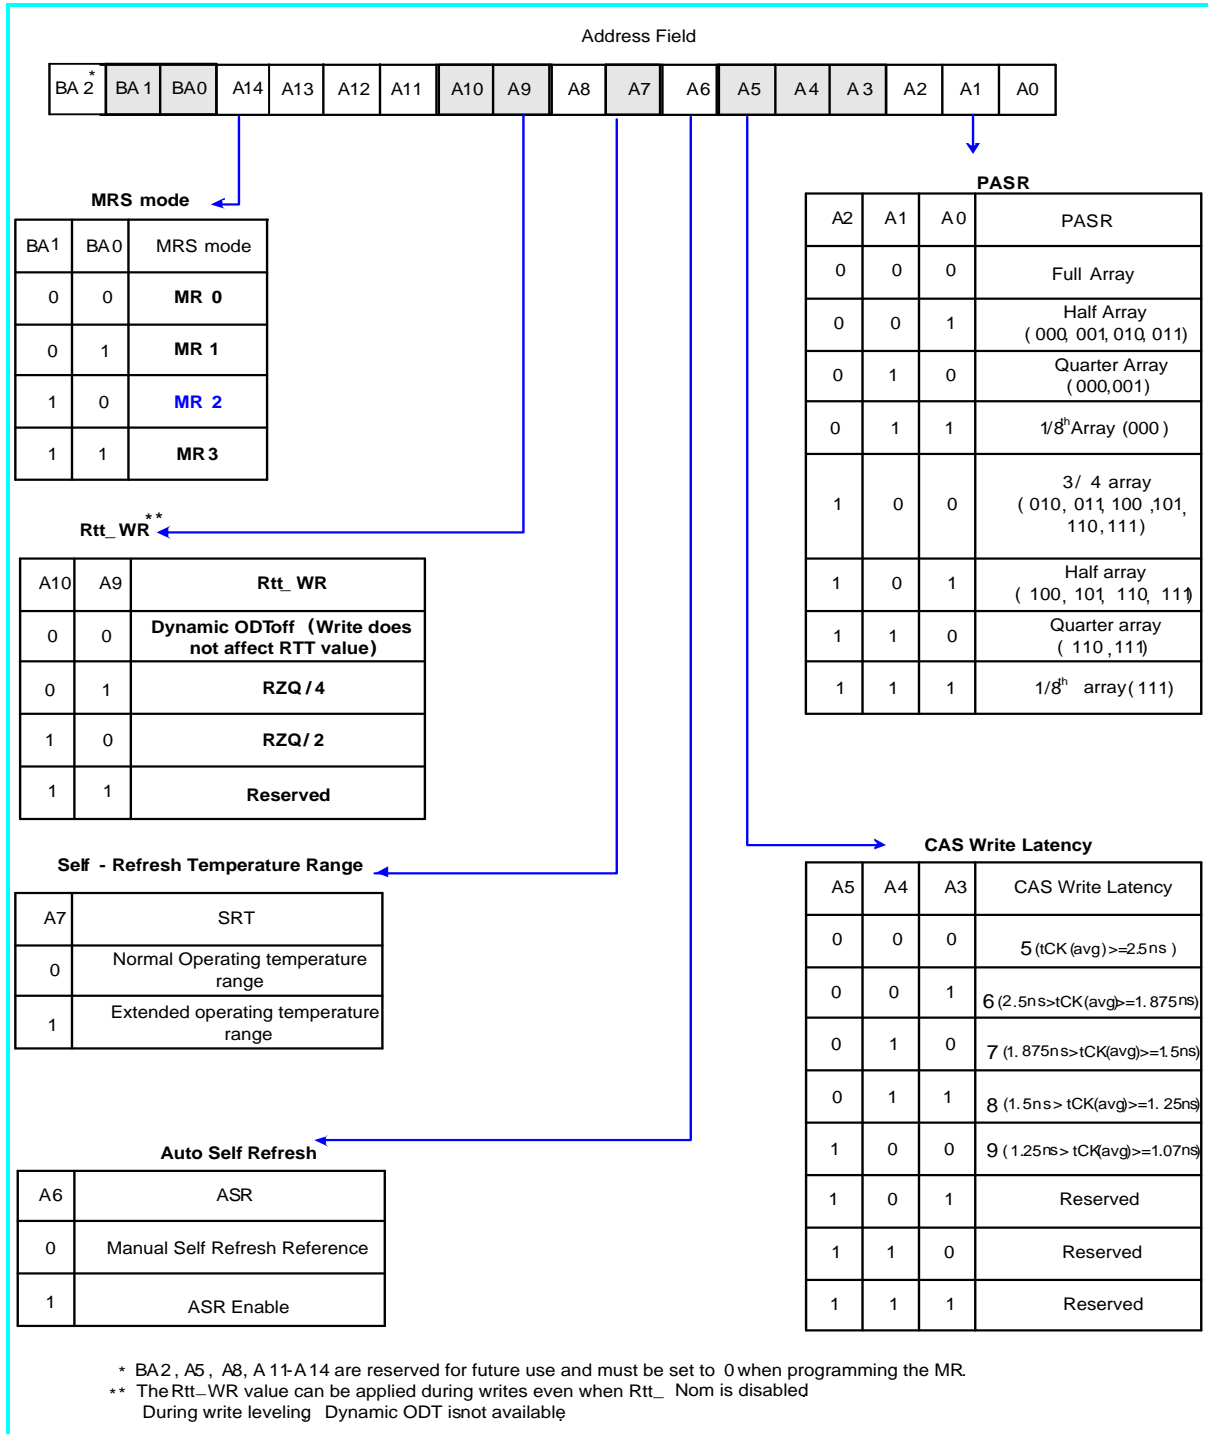 Address Field
BA 2* BA 1 BA0 A14 A13 A12 A11 A10 A9 A8 A7 A6 A5 A 4 A 3 A2 A1 A0
MRS mode
BA1 BA0 MRS mode
0 0 MR 0
0 1 MR 1
1 0 MR 2
1 1 MR3
Rtt_ WR**
A10 A9 Rtt_ WR
0 0 Dynamic ODToff (Write does
not affect RTT value)
0 1 RZQ / 4
1 0 RZQ/ 2
1 1 Reserved
Self - Refresh Temperature Range
A7 SRT
0 Normal Operating temperature
range
1 Extended operating temperature
range
Auto Self Refresh
A6 ASR
0 Manual Self Refresh Reference
1 ASR Enable
PASR
A2 A1 A0 PASR
0 0 0 Full Array
0 0 1 Half Array
( 000, 001, 010, 011)
0 1 0 Quarter Array
( 000,001)
0 1 1 1/8th Array (000 )
1 0 0 3/ 4 array
( 010, 011, 100 ,101,
110, 111)
1 0 1 Half array
( 100, 101, 110, 111)
1 1 0 Quarter array
( 110 ,111)
1 1 1 1/8th array( 111)
CAS Write Latency
A5 A4 A3 CAS Write Latency
0 0 0 5 (tCK (avg) >=2.5ns )
0 0 1 6 (2.5ns>tCK(avg)>=1.875ns)
0 1 0 7 (1.875ns>tCK(avg)>=1.5ns)
0 1 1 8 (1.5ns> tCK(avg)>=1.25ns)
1 0 0 9 (1.25ns> tCK(avg)>=1.07ns)
1 0 1 Reserved
1 1 0 Reserved
1 1 1 Reserved
* BA2 , A5 , A8, A 11-A14 are reserved for future use and must be set to 0 when programming the MR.
** The Rtt_WR value can be applied during writes even when Rtt_ Nom is disabled.
During write leveling, Dynamic ODT isnot available.